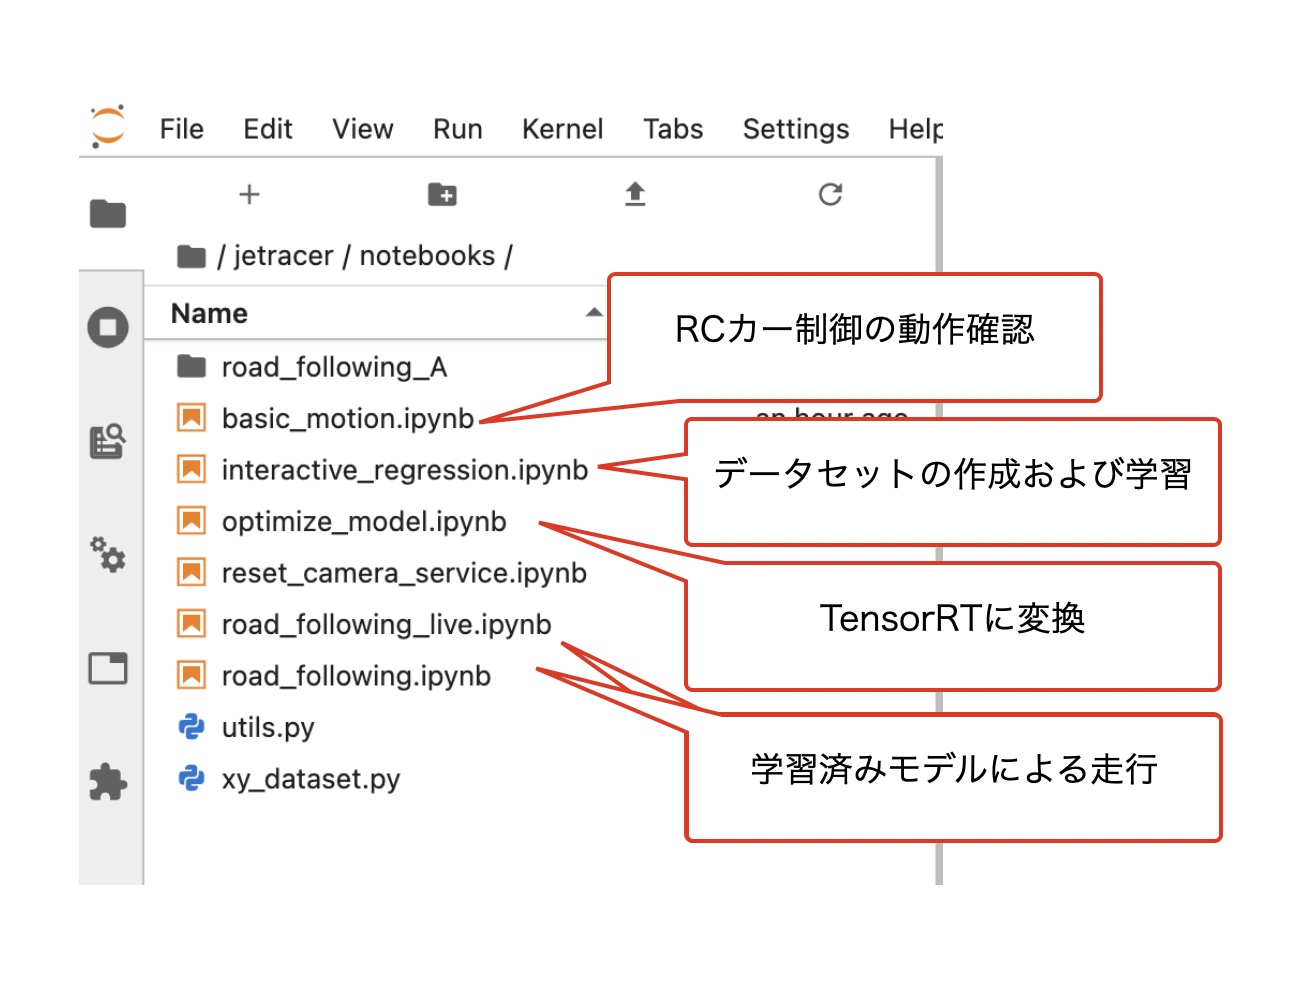 File Edit View Run Kernel Tabs Settings Help
/ jetracer / notebooks /
Name
RCカー制御の動作確認
road_following_A
basic_motion.ipynb
an hour ago
interactive_regression.ipynb
データセットの作成および学習
optimize_model.ipynb
reset_camera_service.ipynb
TensorRTに変換
road_following_live.ipynb
road_following.ipynb
utils.py
学習済みモデルによる走行
xy_dataset.py